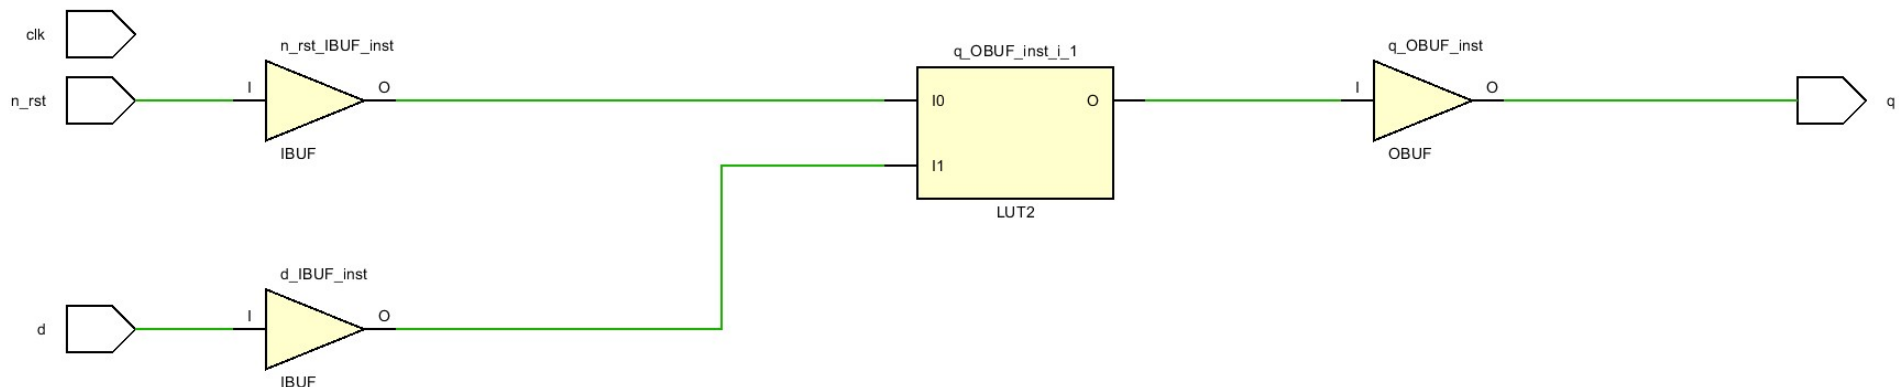 clk
n_rst
n_rst_IBUF_inst
I
O
IBUF
q_OBUF_inst_i_1
I0
O
I1
LUT2
q_OBUF_inst
I
O
OBUF
q
d
d_IBUF_inst
I
O
IBUF